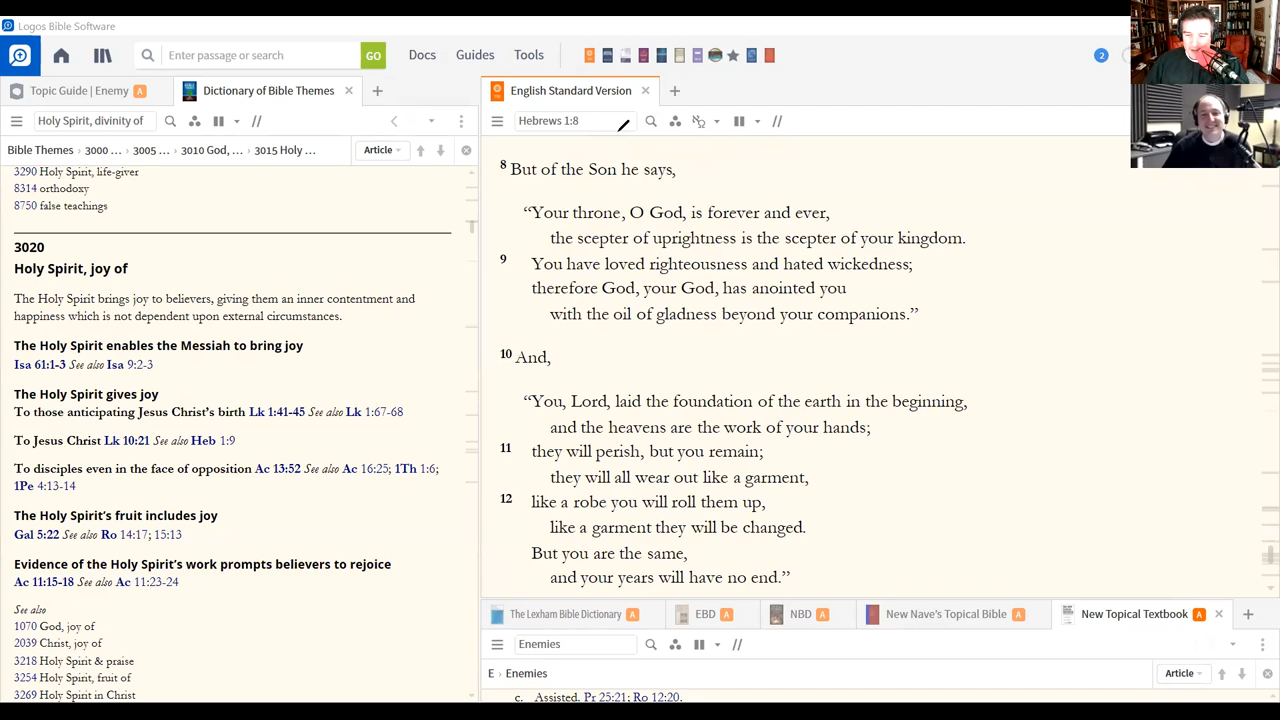 Logos Bible Software
Enter passage or search
GO
Docs
Guides
Tools
2
Topic Guide | Enemy A
Dictionary of Bible Themes
English Standard Version
Holy Spirit, divinity of
Hebrews 1:8
Bible Themes › 3000 ... › 3005 ... › 3010 God, ... › 3015 Holy ...
Article
3290 Holy Spirit, life-giver
8314 orthodoxy
8750 false teachings
3020
Holy Spirit, joy of
The Holy Spirit brings joy to believers, giving them an inner contentment and
happiness which is not dependent upon external circumstances.
The Holy Spirit enables the Messiah to bring joy
Isa 61:1-3 See also Isa 9:2-3
The Holy Spirit gives joy
To those anticipating Jesus Christ's birth Lk 1:41-45 See also Lk 1:67-68
To Jesus Christ Lk 10:21 See also Heb 1:9
To disciples even in the face of opposition Ac 13:52 See also Ac 16:25; 1Th 1:6;
1Pe 4:13-14
The Holy Spirit's fruit includes joy
Gal 5:22 See also Ro 14:17; 15:13
Evidence of the Holy Spirit's work prompts believers to rejoice
Ac 11:15-18 See also Ac 11:23-24
See also
1070 God, joy of
2039 Christ, joy of
3218 Holy Spirit & praise
3254 Holy Spirit, fruit of
3269 Holy Spirit in Christ
8 But of the Son he says,
“Your throne, O God, is forever and ever,
the scepter of uprightness is the scepter of your kingdom.
9 You have loved righteousness and hated wickedness;
therefore God, your God, has anointed you
with the oil of gladness beyond your companions.”
10 And,
“You, Lord, laid the foundation of the earth in the beginning,
and the heavens are the work of your hands;
11 they will perish, but you remain;
they will all wear out like a garment,
12 like a robe you will roll them up,
like a garment they will be changed.
But you are the same,
and your years will have no end.”
The Lexham Bible Dictionary A
EBD A
NBD A
New Nave's Topical Bible A
New Topical Textbook A
Enemies
E › Enemies
Article
c. Assisted. Pr 25:21; Ro 12:20.